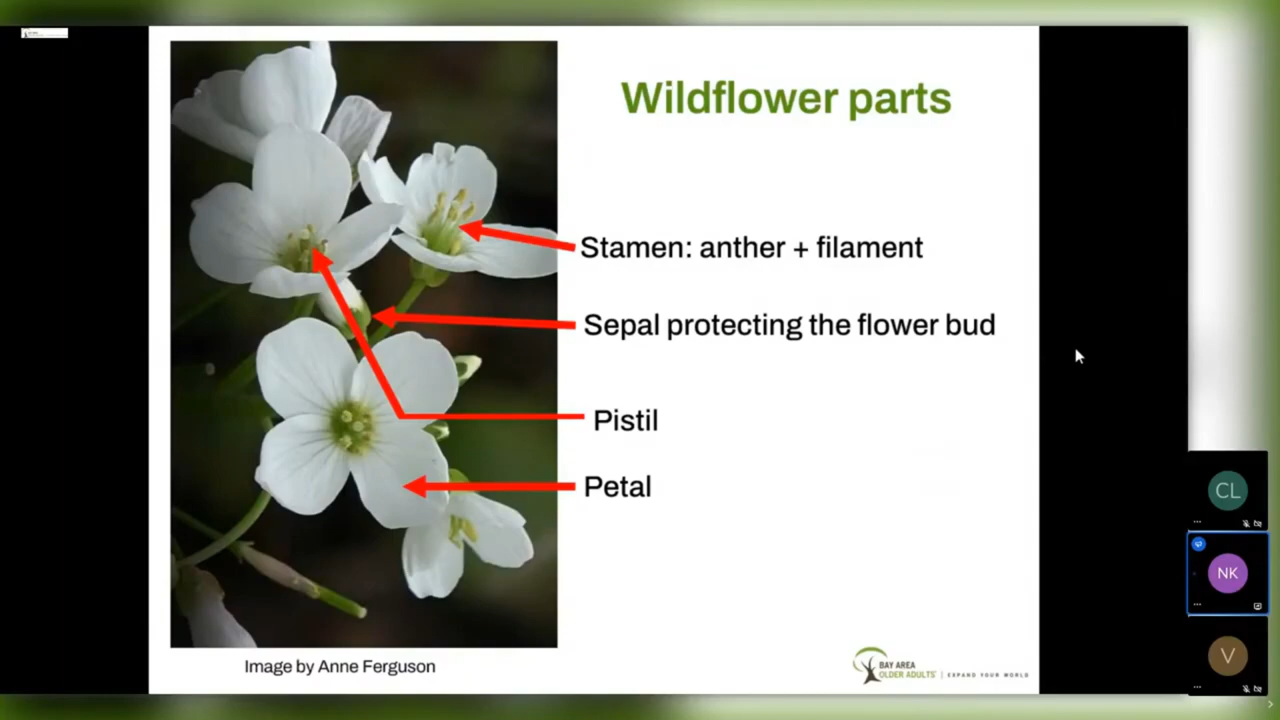 Wildflower parts
Stamen: anther + filament
Sepal protecting the flower bud
Pistil
Petal
Image by Anne Ferguson
BAY AREA
OLDER ADULTS | EXPAND YOUR WORLD
CL
NK
V